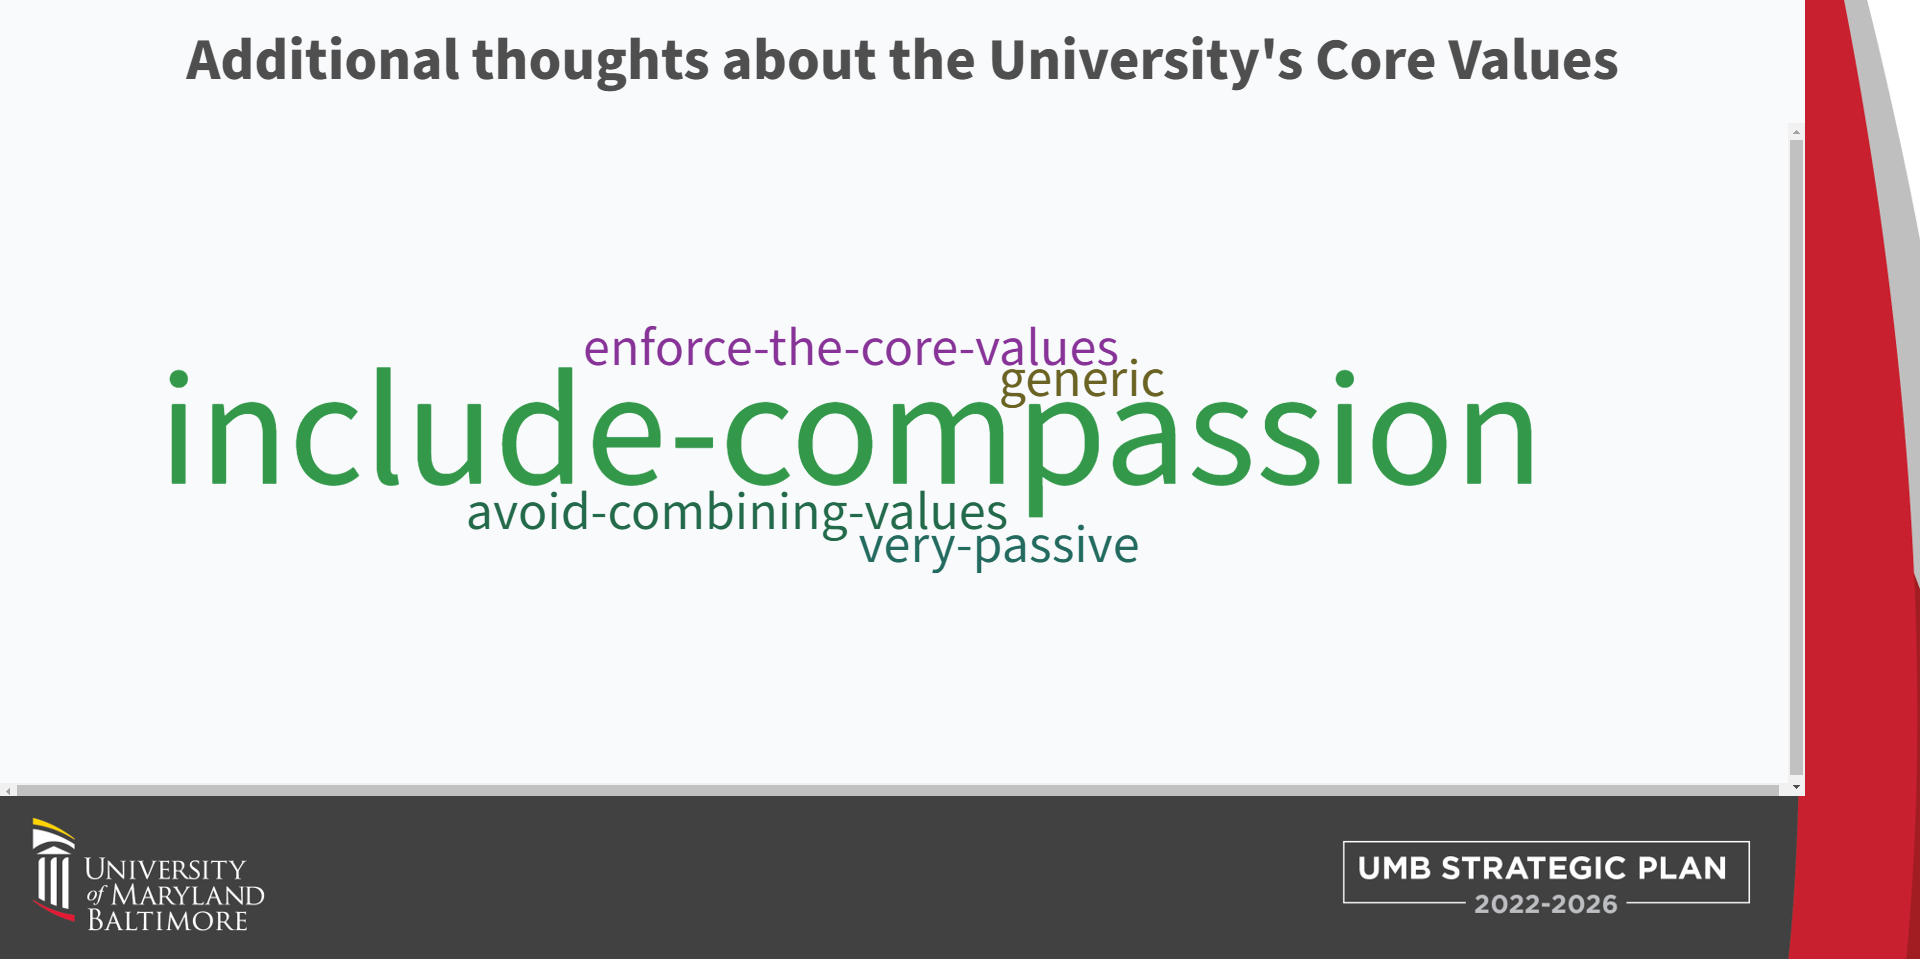 Additional thoughts about the University's Core Values
enforce-the-core-values
generic
include-compassion
avoid-combining-values
very-passive
UNIVERSITY
of MARYLAND
BALTIMORE
UMB STRATEGIC PLAN
2022-2026